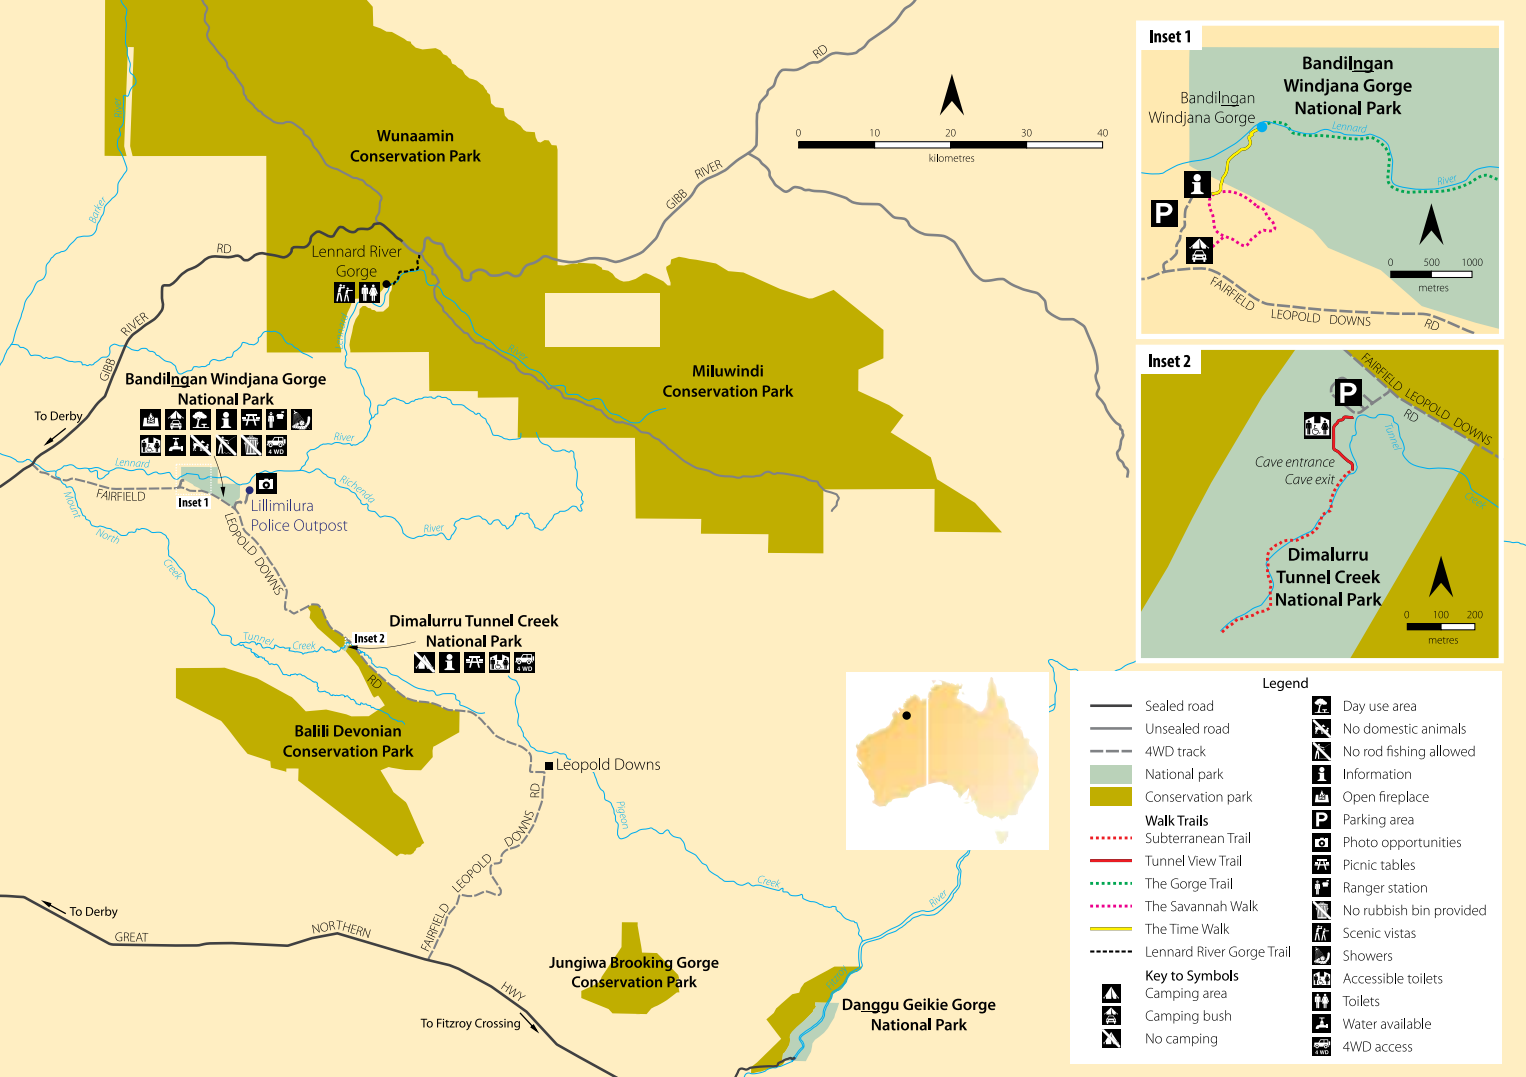 Wunaamin
Conservation Park
RD
0 10 20 30 40
kilometres
GIBB RIVER
River
Barker
RD
Lennard River
Gorge
RIVER
GIBB
Lennard
River
Miluwindi
Conservation Park
Bandilngan Windjana Gorge
National Park
4 WD
To Derby
River
Lennard
FAIRFIELD
Inset 1
Richenda
River
Lillimilura
Police Outpost
LEOPOLD DOWNS
Mount
North
Creek
Tunnel Creek
Inset 2
Dimalurru Tunnel Creek
National Park
4 WD
RD
Balili Devonian
Conservation Park
Leopold Downs
RD
DOWNS
LEOPOLD
FAIRFIELD
Pigeon
Creek
River
To Derby
GREAT
NORTHERN
HWY
To Fitzroy Crossing
Jungiwa Brooking Gorge
Conservation Park
Danggu Geikie Gorge
National Park
Inset 1
Bandilngan
Windjana Gorge
National Park
Bandilngan
Windjana Gorge
Lennard
River
P
0 500 1000
metres
FAIRFIELD
LEOPOLD DOWNS
RD
Inset 2
FAIRFIELD LEOPOLD DOWNS
RD
P
Tunnel
Creek
Cave entrance
Cave exit
Dimalurru
Tunnel Creek
National Park
0 100 200
metres
Legend
Sealed road
Unsealed road
4WD track
National park
Conservation park
Walk Trails
Subterranean Trail
Tunnel View Trail
The Gorge Trail
The Savannah Walk
The Time Walk
Lennard River Gorge Trail
Key to Symbols
Camping area
Camping bush
No camping
Day use area
No domestic animals
No rod fishing allowed
Information
Open fireplace
P Parking area
Photo opportunities
Picnic tables
Ranger station
No rubbish bin provided
Scenic vistas
Showers
Accessible toilets
Toilets
Water available
4 WD 4WD access